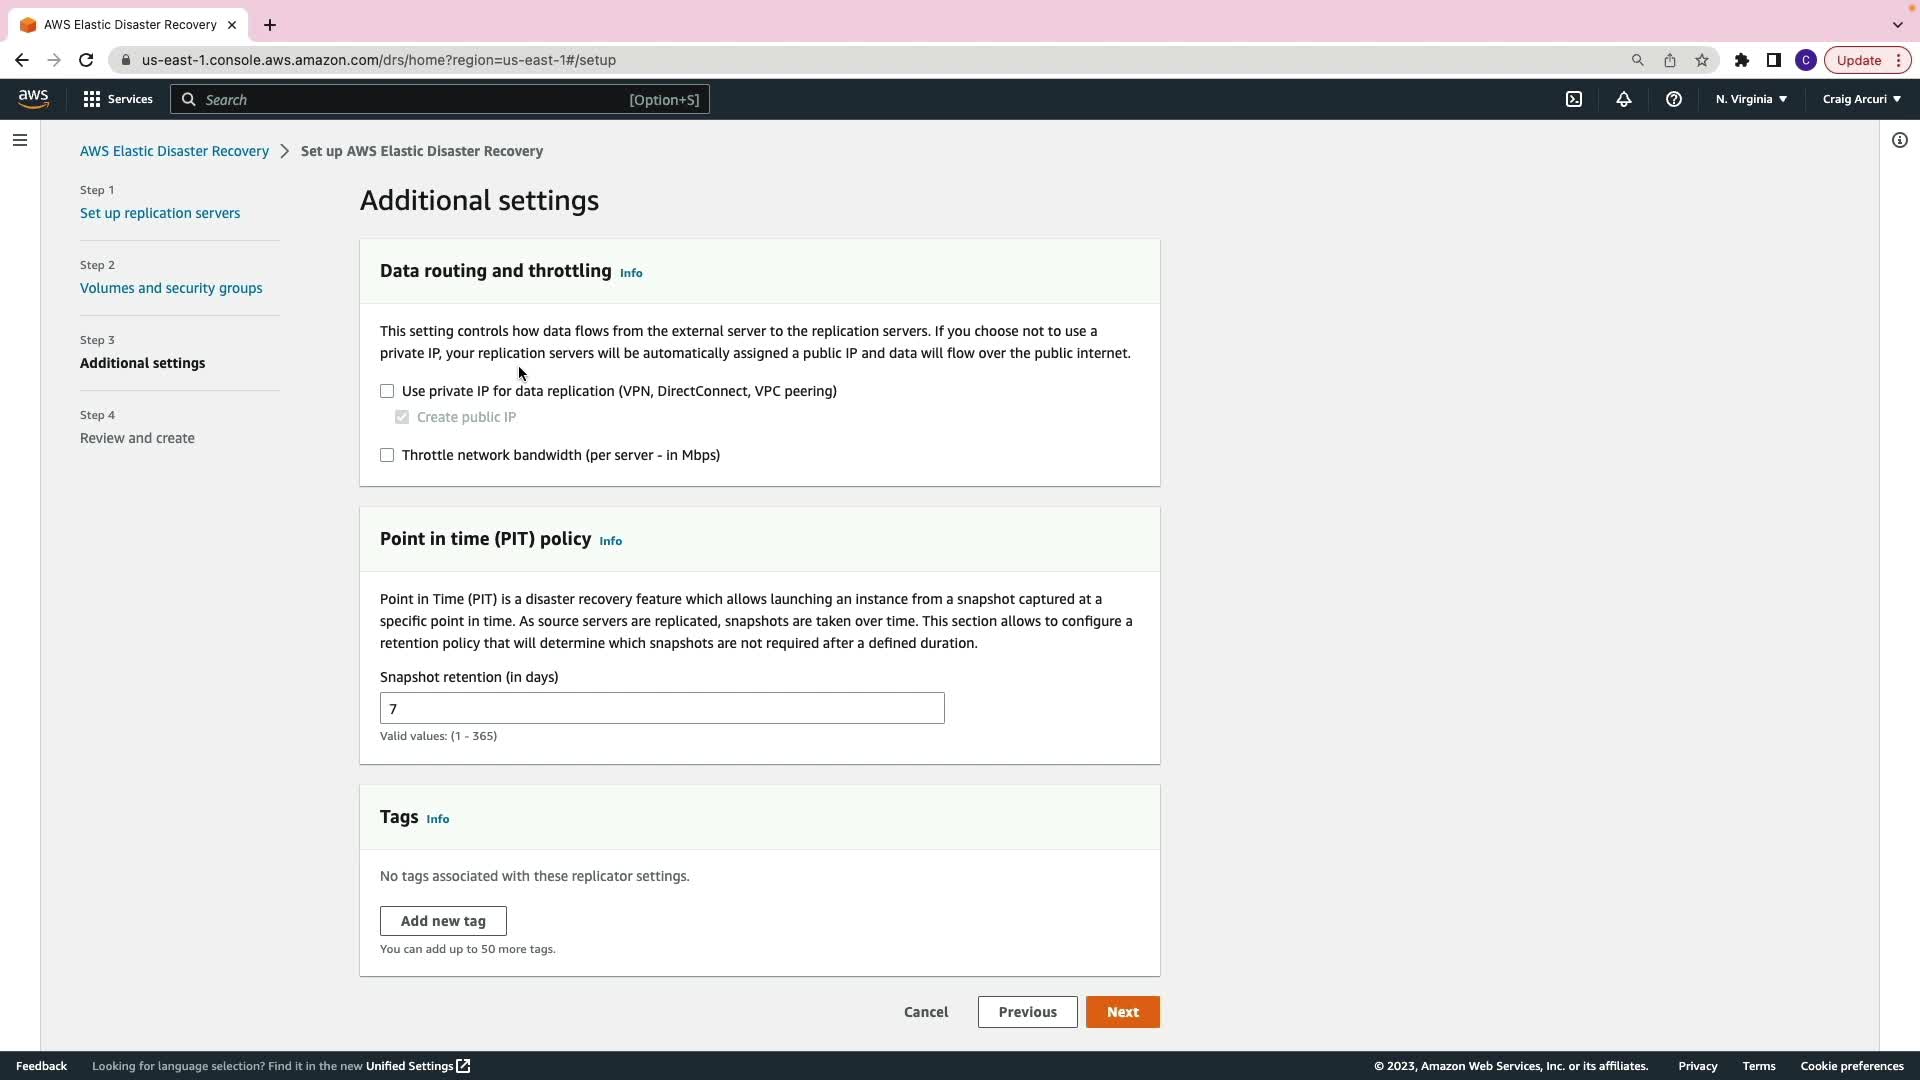 AWS Elastic Disaster Recovery
us-east-1.console.aws.amazon.com/drs/home?region=us-east-1#/setup
C
Update
aws
Services
Search
[Option+S]
N. Virginia
Craig Arcuri
AWS Elastic Disaster Recovery
Set up AWS Elastic Disaster Recovery
Step 1
Set up replication servers
Step 2
Volumes and security groups
Step 3
Additional settings
Step 4
Review and create
Additional settings
Data routing and throttling Info
This setting controls how data flows from the external server to the replication servers. If you choose not to use a
private IP, your replication servers will be automatically assigned a public IP and data will flow over the public internet.
Use private IP for data replication (VPN, DirectConnect, VPC peering)
Create public IP
Throttle network bandwidth (per server - in Mbps)
Point in time (PIT) policy Info
Point in Time (PIT) is a disaster recovery feature which allows launching an instance from a snapshot captured at a
specific point in time. As source servers are replicated, snapshots are taken over time. This section allows to configure a
retention policy that will determine which snapshots are not required after a defined duration.
Snapshot retention (in days)
7
Valid values: (1 - 365)
Tags Info
No tags associated with these replicator settings.
Add new tag
You can add up to 50 more tags.
Cancel
Previous
Next
Feedback
Looking for language selection? Find it in the new Unified Settings
© 2023, Amazon Web Services, Inc. or its affiliates.
Privacy
Terms
Cookie preferences